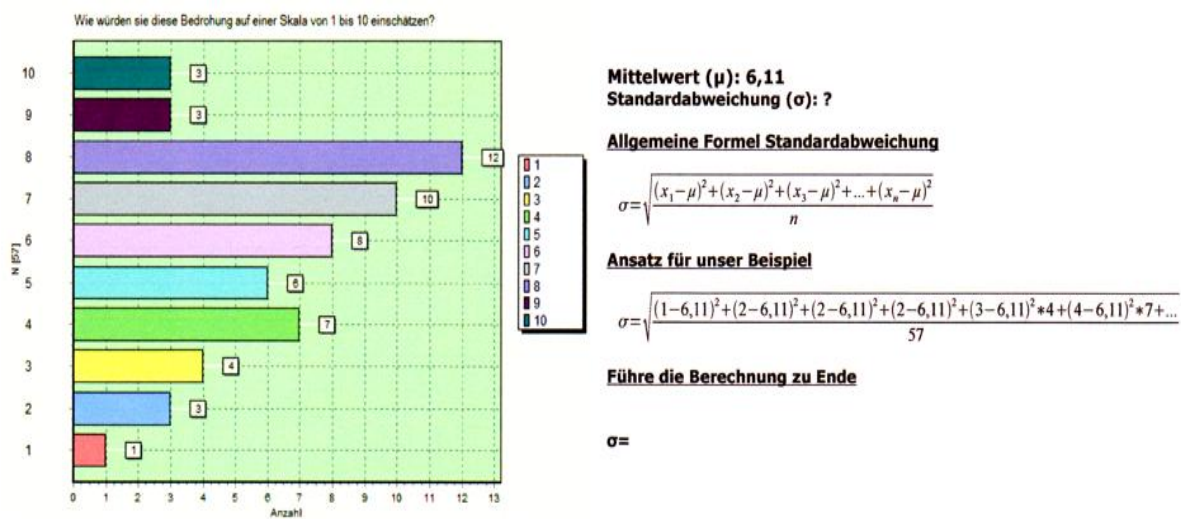 Wie würden sie diese Bedrohung auf einer Skala von 1 bis 10 einschätzen?
10
3
9
3
8
12
7
10
6
8
5
6
4
7
3
4
2
3
1
1
N [57]
0 1 2 3 4 5 6 7 8 9 10 11 12 13
Anzahl
1
2
3
4
5
6
7
8
9
10
Mittelwert (μ): 6,11
Standardabweichung (σ): ?
Allgemeine Formel Standardabweichung
σ=√((x₁−μ)²+(x₂−μ)²+(x₃−μ)²+...+(xₙ−μ)²
n
Ansatz für unser Beispiel
σ=√((1−6,11)²+(2−6,11)²+(2−6,11)²+(2−6,11)²+(3−6,11)²*4+(4−6,11)²*7+...
57
Führe die Berechnung zu Ende
σ=